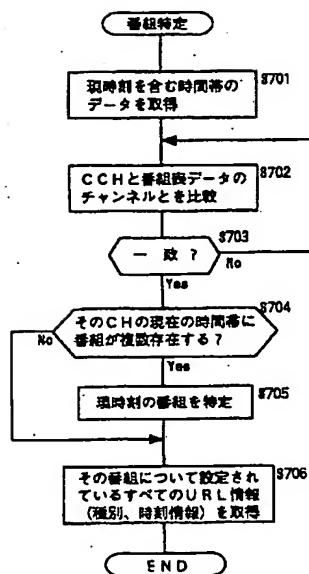 番組特定
S701
現時刻を含む時間帯の
データを取得
S702
CCHと番組表データの
チャンネルとを比較
S703
一致?
No
Yes
S704
そのCHの現在の時間帯に
番組が複数存在する?
No
Yes
S705
現時刻の番組を特定
S706
その番組について設定され
ているすべてのURL情報
(種別、時刻情報)を取得
END